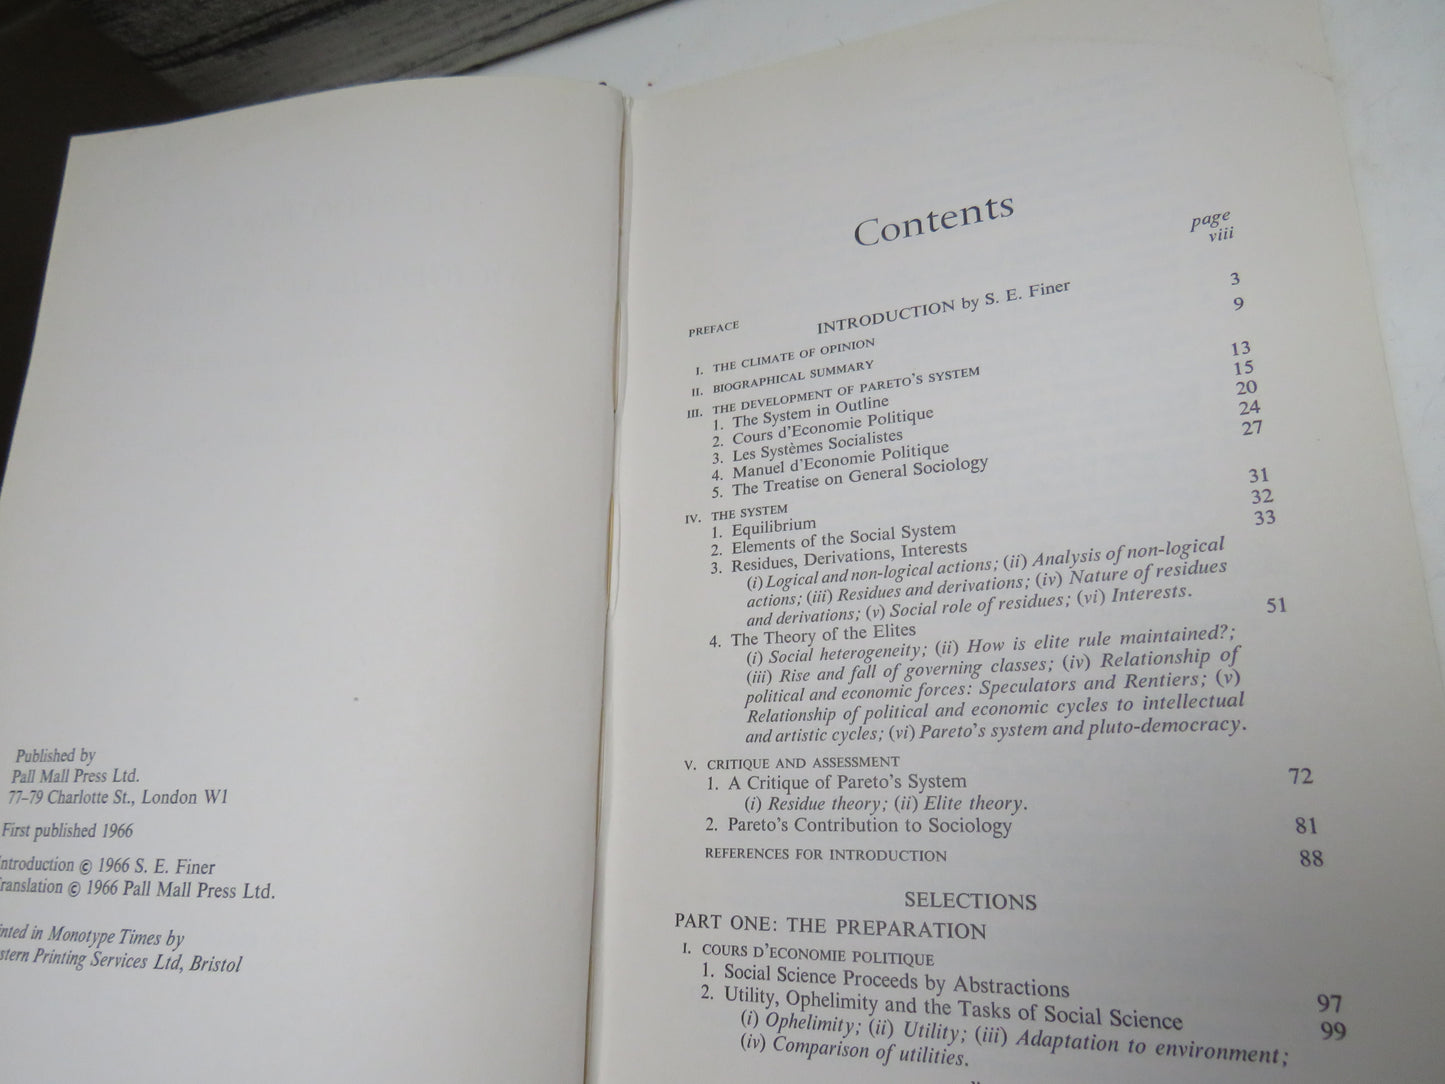 Published by
Pall Mall Press Ltd.
77–79 Charlotte St., London W1
First published 1966
ntroduction © 1966 S. E. Finer
ranslation © 1966 Pall Mall Press Ltd.
nted in Monotype Times by
stern Printing Services Ltd, Bristol
Contents
page
PREFACE viii
INTRODUCTION by S. E. Finer
I. THE CLIMATE OF OPINION 3
II. BIOGRAPHICAL SUMMARY 9
III. THE DEVELOPMENT OF PARETO'S SYSTEM
1. The System in Outline 13
2. Cours d'Economie Politique 15
3. Les Systèmes Socialistes 20
4. Manuel d'Economie Politique 24
5. The Treatise on General Sociology 27
IV. THE SYSTEM
1. Equilibrium 31
2. Elements of the Social System 32
3. Residues, Derivations, Interests 33
(i) Logical and non-logical actions; (ii) Analysis of non-logical
actions; (iii) Residues and derivations; (iv) Nature of residues
and derivations; (v) Social role of residues; (vi) Interests.
4. The Theory of the Elites 51
(i) Social heterogeneity; (ii) How is elite rule maintained?;
(iii) Rise and fall of governing classes; (iv) Relationship of
political and economic forces: Speculators and Rentiers; (v)
Relationship of political and economic cycles to intellectual
and artistic cycles; (vi) Pareto's system and pluto-democracy.
V. CRITIQUE AND ASSESSMENT
1. A Critique of Pareto's System 72
(i) Residue theory; (ii) Elite theory.
2. Pareto's Contribution to Sociology 81
REFERENCES FOR INTRODUCTION 88
SELECTIONS
PART ONE: THE PREPARATION
I. COURS D'ECONOMIE POLITIQUE
1. Social Science Proceeds by Abstractions 97
2. Utility, Ophelimity and the Tasks of Social Science 99
(i) Ophelimity; (ii) Utility; (iii) Adaptation to environment;
(iv) Comparison of utilities.